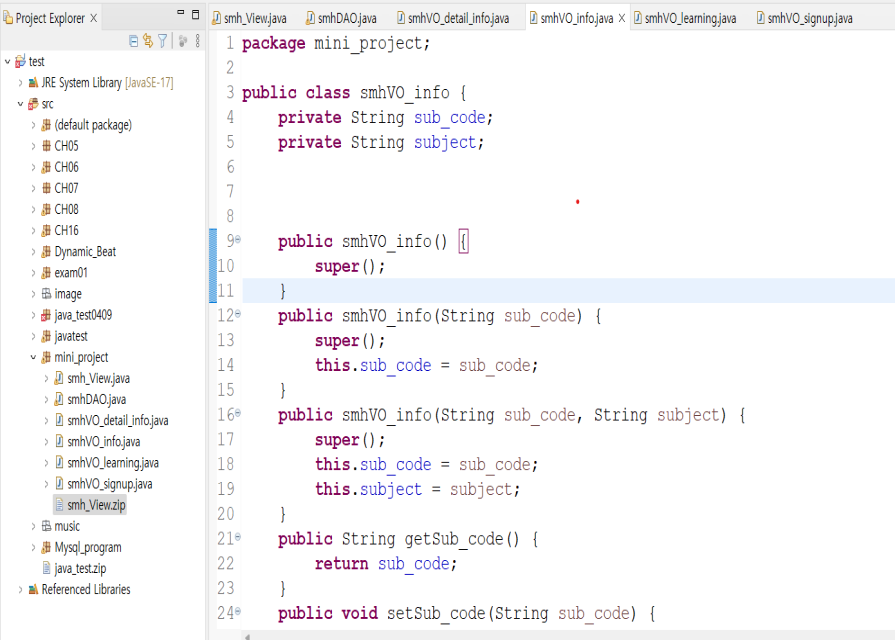 Project Explorer
test
JRE System Library [JavaSE-17]
src
(default package)
CH05
CH06
CH07
CH08
CH16
Dynamic_Beat
exam01
image
java_test0409
javatest
mini_project
smh_View.java
smhDAO.java
smhVO_detail_info.java
smhVO_info.java
smhVO_learning.java
smhVO_signup.java
smh_View.zip
music
Mysql_program
java_test.zip
Referenced Libraries
smh_View.java smhDAO.java smhVO_detail_info.java smhVO_info.java smhVO_learning.java smhVO_signup.java
1 package mini_project;
2
3 public class smhVO_info {
4 private String sub_code;
5 private String subject;
6
7
8
9 public smhVO_info() {
10 super();
11 }
12 public smhVO_info(String sub_code) {
13 super();
14 this.sub_code = sub_code;
15 }
16 public smhVO_info(String sub_code, String subject) {
17 super();
18 this.sub_code = sub_code;
19 this.subject = subject;
20 }
21 public String getSub_code() {
22 return sub_code;
23 }
24 public void setSub_code(String sub_code) {